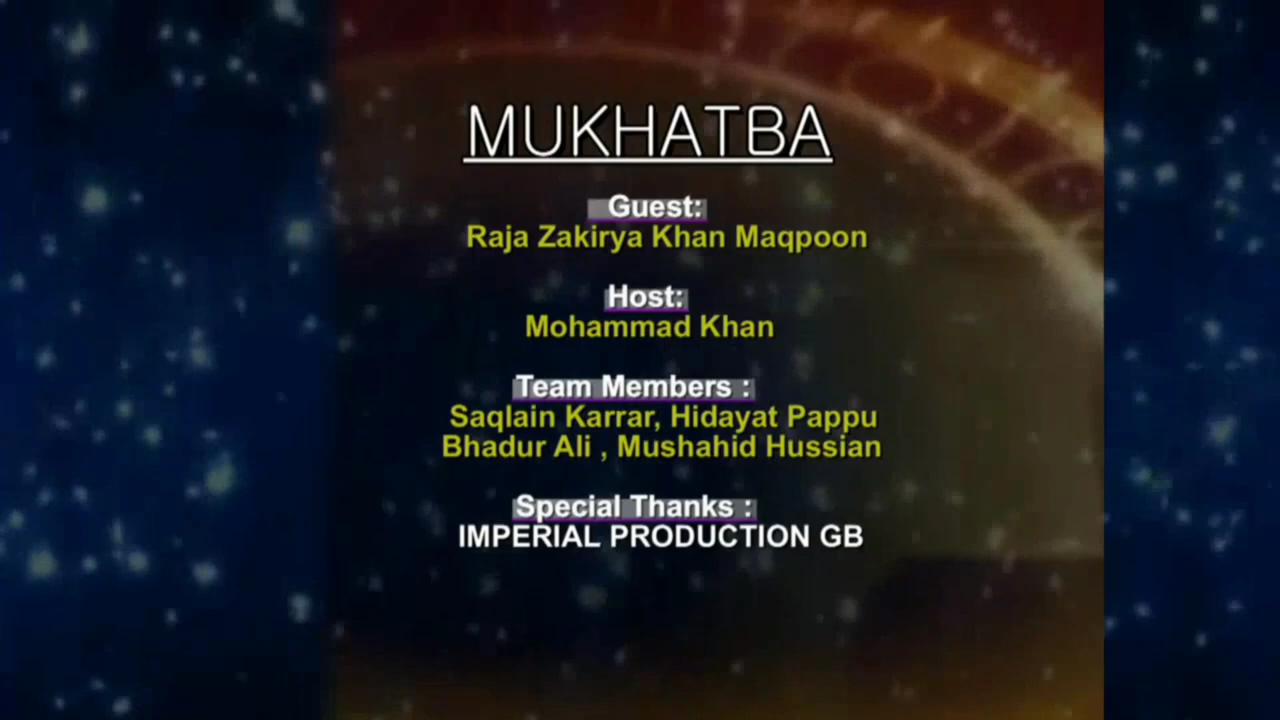 MUKHATBA
Guest:
Raja Zakirya Khan Maqpoon
Host:
Mohammad Khan
Team Members :
Saqlain Karrar, Hidayat Pappu
Bhadur Ali , Mushahid Hussian
Special Thanks :
IMPERIAL PRODUCTION GB